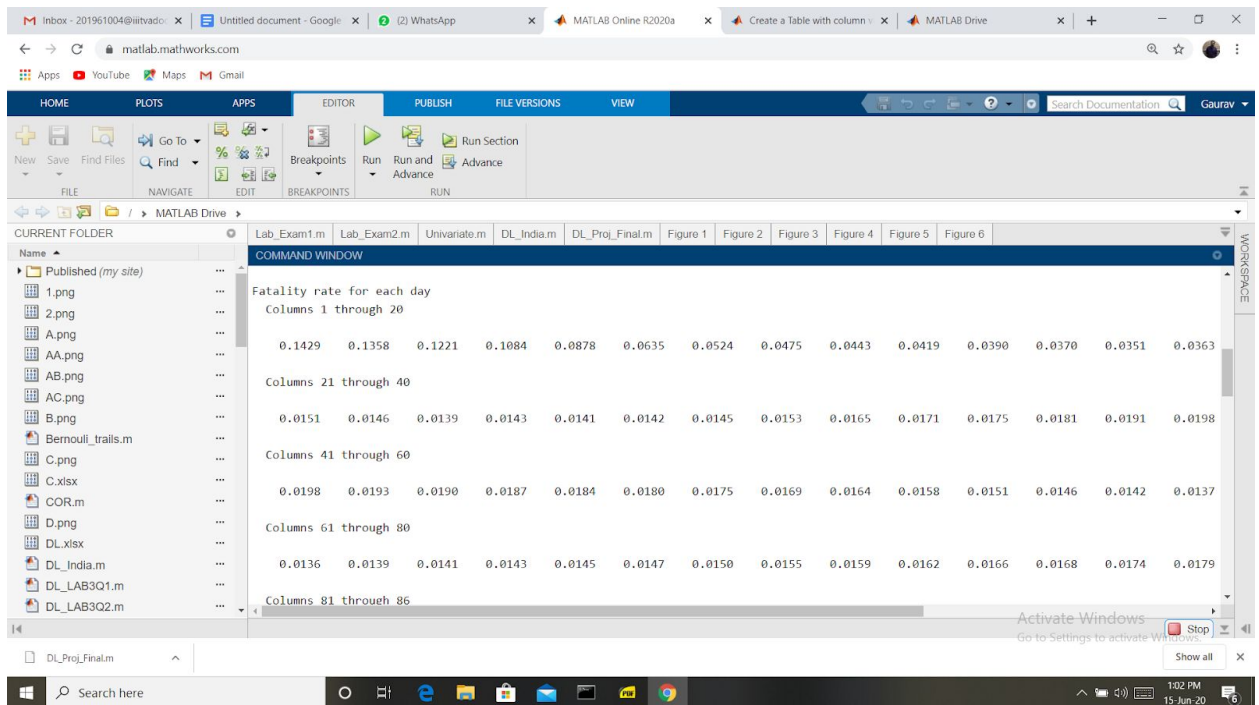 Inbox - 201961004@iiitvadod Untitled document - Google (2) WhatsApp MATLAB Online R2020a Create a Table with column v MATLAB Drive
matlab.mathworks.com
Apps YouTube Maps Gmail
HOME PLOTS APPS EDITOR PUBLISH FILE VERSIONS VIEW Search Documentation Gaurav
Go To Run Section
New Save Find Files Find Breakpoints Run Run and Advance
Advance
FILE NAVIGATE EDIT BREAKPOINTS RUN
/ MATLAB Drive
CURRENT FOLDER Lab_Exam1.m Lab_Exam2.m Univariate.m DL_India.m DL_Proj_Final.m Figure 1 Figure 2 Figure 3 Figure 4 Figure 5 Figure 6
WORKSPACE
Name
COMMAND WINDOW
Published (my site)
1.png
2.png
A.png
AA.png
AB.png
AC.png
B.png
Bernouli_trails.m
C.png
C.xlsx
COR.m
D.png
DL.xlsx
DL_India.m
DL_LAB3Q1.m
DL_LAB3Q2.m
Fatality rate for each day
Columns 1 through 20
0.1429 0.1358 0.1221 0.1084 0.0878 0.0635 0.0524 0.0475 0.0443 0.0419 0.0390 0.0370 0.0351 0.0363
Columns 21 through 40
0.0151 0.0146 0.0139 0.0143 0.0141 0.0142 0.0145 0.0153 0.0165 0.0171 0.0175 0.0181 0.0191 0.0198
Columns 41 through 60
0.0198 0.0193 0.0190 0.0187 0.0184 0.0180 0.0175 0.0169 0.0164 0.0158 0.0151 0.0146 0.0142 0.0137
Columns 61 through 80
0.0136 0.0139 0.0141 0.0143 0.0145 0.0147 0.0150 0.0155 0.0159 0.0162 0.0166 0.0168 0.0174 0.0179
Columns 81 through 86
Activate Windows
Go to Settings to activate Windows.
Stop
DL_Proj_Final.m Show all
Search here
1:02 PM
15-Jun-20
6